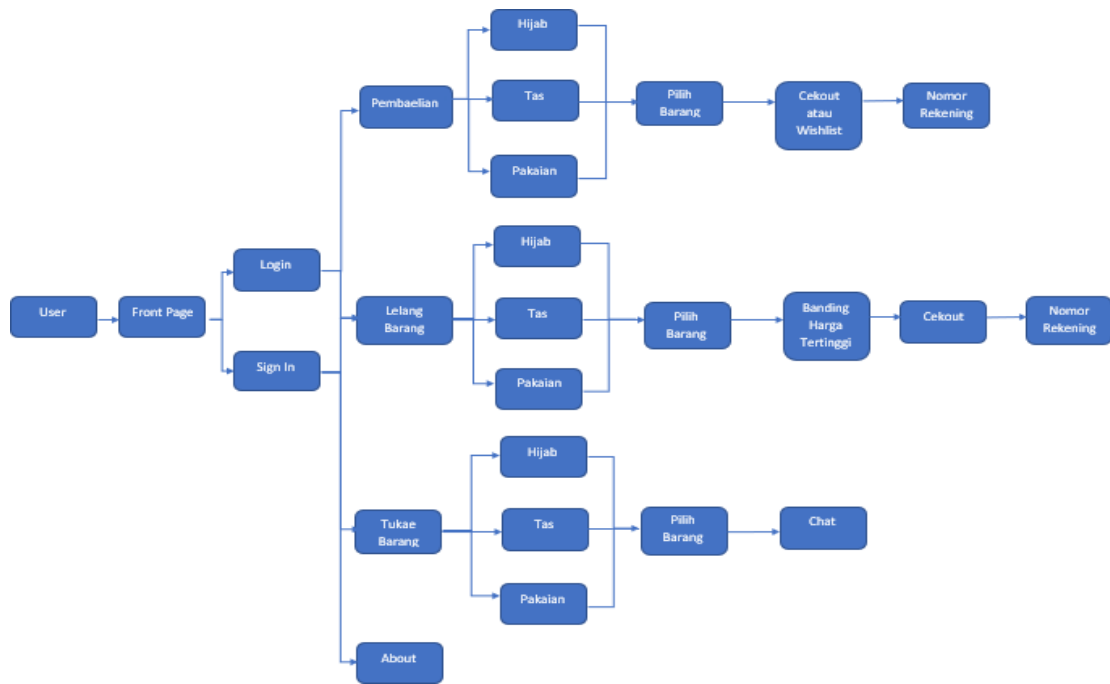 User
Front Page
Login
Sign In
Pembaelian
Hijab
Tas
Pakaian
Pilih
Barang
Cekout
atau
Wishlist
Nomor
Rekening
Lelang
Barang
Hijab
Tas
Pakaian
Pilih
Barang
Banding
Harga
Tertinggi
Cekout
Nomor
Rekening
Tukae
Barang
Hijab
Tas
Pakaian
Pilih
Barang
Chat
About